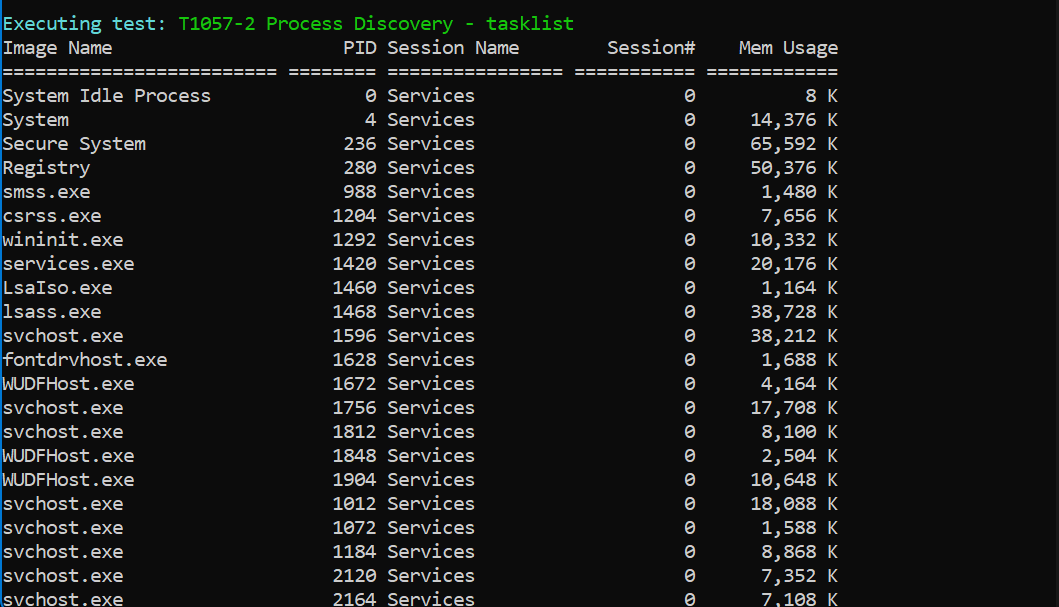 Executing test: T1057-2 Process Discovery - tasklist
Image Name                     PID Session Name        Session#    Mem Usage
========================= ======== ================ =========== ============
System Idle Process              0 Services                   0          8 K
System                           4 Services                   0     14,376 K
Secure System                  236 Services                   0     65,592 K
Registry                       280 Services                   0     50,376 K
smss.exe                       988 Services                   0      1,480 K
csrss.exe                     1204 Services                   0      7,656 K
wininit.exe                   1292 Services                   0     10,332 K
services.exe                  1420 Services                   0     20,176 K
LsaIso.exe                    1460 Services                   0      1,164 K
lsass.exe                     1468 Services                   0     38,728 K
svchost.exe                   1596 Services                   0     38,212 K
fontdrvhost.exe               1628 Services                   0      1,688 K
WUDFHost.exe                  1672 Services                   0      4,164 K
svchost.exe                   1756 Services                   0     17,708 K
svchost.exe                   1812 Services                   0      8,100 K
WUDFHost.exe                  1848 Services                   0      2,504 K
WUDFHost.exe                  1904 Services                   0     10,648 K
svchost.exe                   1012 Services                   0     18,088 K
svchost.exe                   1072 Services                   0      1,588 K
svchost.exe                   1184 Services                   0      8,868 K
svchost.exe                   2120 Services                   0      7,352 K
svchost.exe                   2164 Services                   0      7,108 K